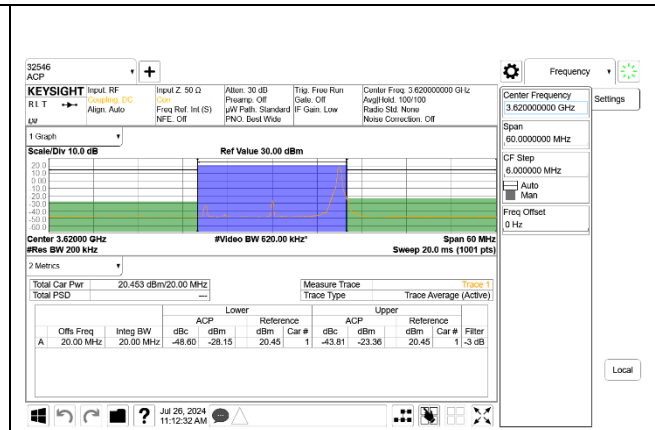 32546
ACP
+
Frequency
KEYSIGHT Input: RF Input Z: 50 Ω Atten: 30 dB Trig: Free Run Center Freq: 3.620000000 GHz
R L T Coupling: DC Corr Preamp: Off Gate: Off Avg|Hold: 100/100
Align: Auto Freq Ref: Int (S) µW Path: Standard IF Gain: Low Radio Std: None
NFE: Off PNO: Best Wide Noise Correction: Off
Center Frequency
3.620000000 GHz
Settings
Span
60.0000000 MHz
CF Step
6.000000 MHz
Auto
Man
Freq Offset
0 Hz
1 Graph
Scale/Div 10.0 dB Ref Value 30.00 dBm
20.0
10.0
0.00
-10.0
-20.0
-30.0
-40.0
-50.0
-60.0
Center 3.62000 GHz #Video BW 620.00 kHz* Span 60 MHz
#Res BW 200 kHz Sweep 20.0 ms (1001 pts)
2 Metrics
Total Car Pwr 20.453 dBm/20.00 MHz Measure Trace Trace 1
Total PSD --- Trace Type Trace Average (Active)
Lower Upper
ACP Reference ACP Reference
Offs Freq Integ BW dBc dBm dBm Car # dBc dBm dBm Car # Filter
A 20.00 MHz 20.00 MHz -48.60 -28.15 20.45 1 -43.81 -23.36 20.45 1 -3 dB
Local
? Jul 26, 2024
11:12:32 AM